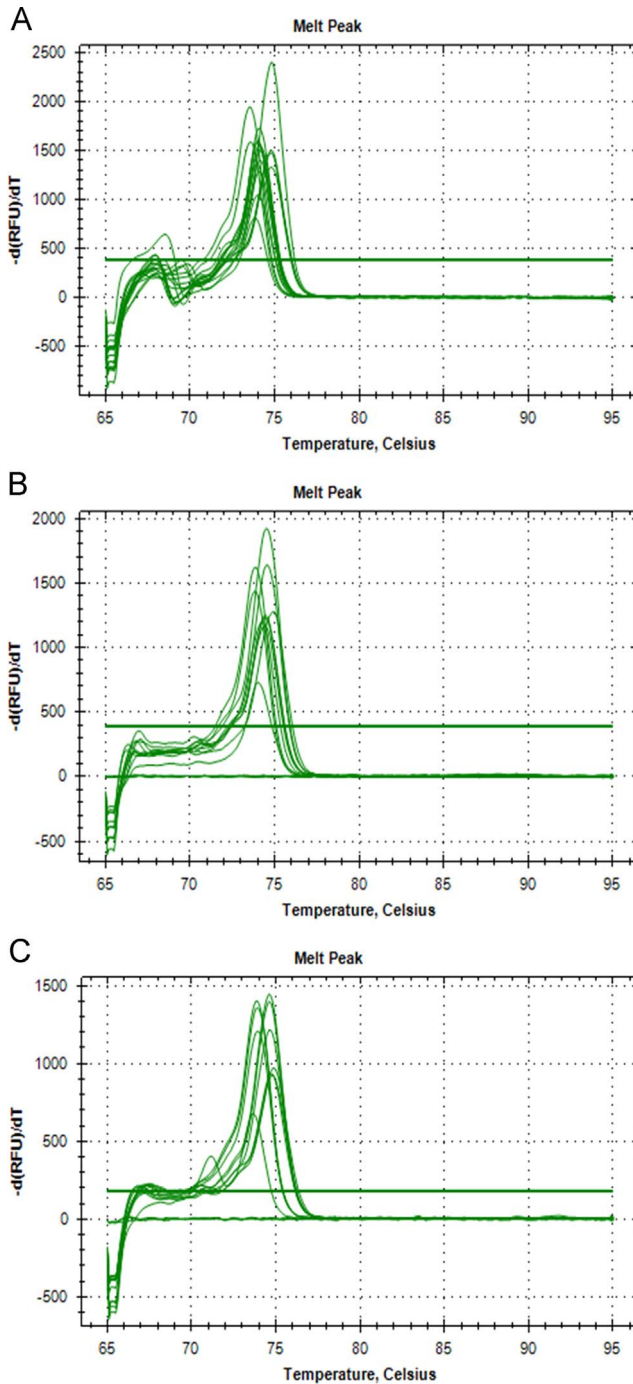 A
Melt Peak
2500
2000
1500
1000
500
0
-500
-d(RFU)/dT
65 70 75 80 85 90 95
Temperature, Celsius
B
Melt Peak
2000
1500
1000
500
0
-500
-d(RFU)/dT
65 70 75 80 85 90 95
Temperature, Celsius
C
Melt Peak
1500
1000
500
0
-500
-d(RFU)/dT
65 70 75 80 85 90 95
Temperature, Celsius